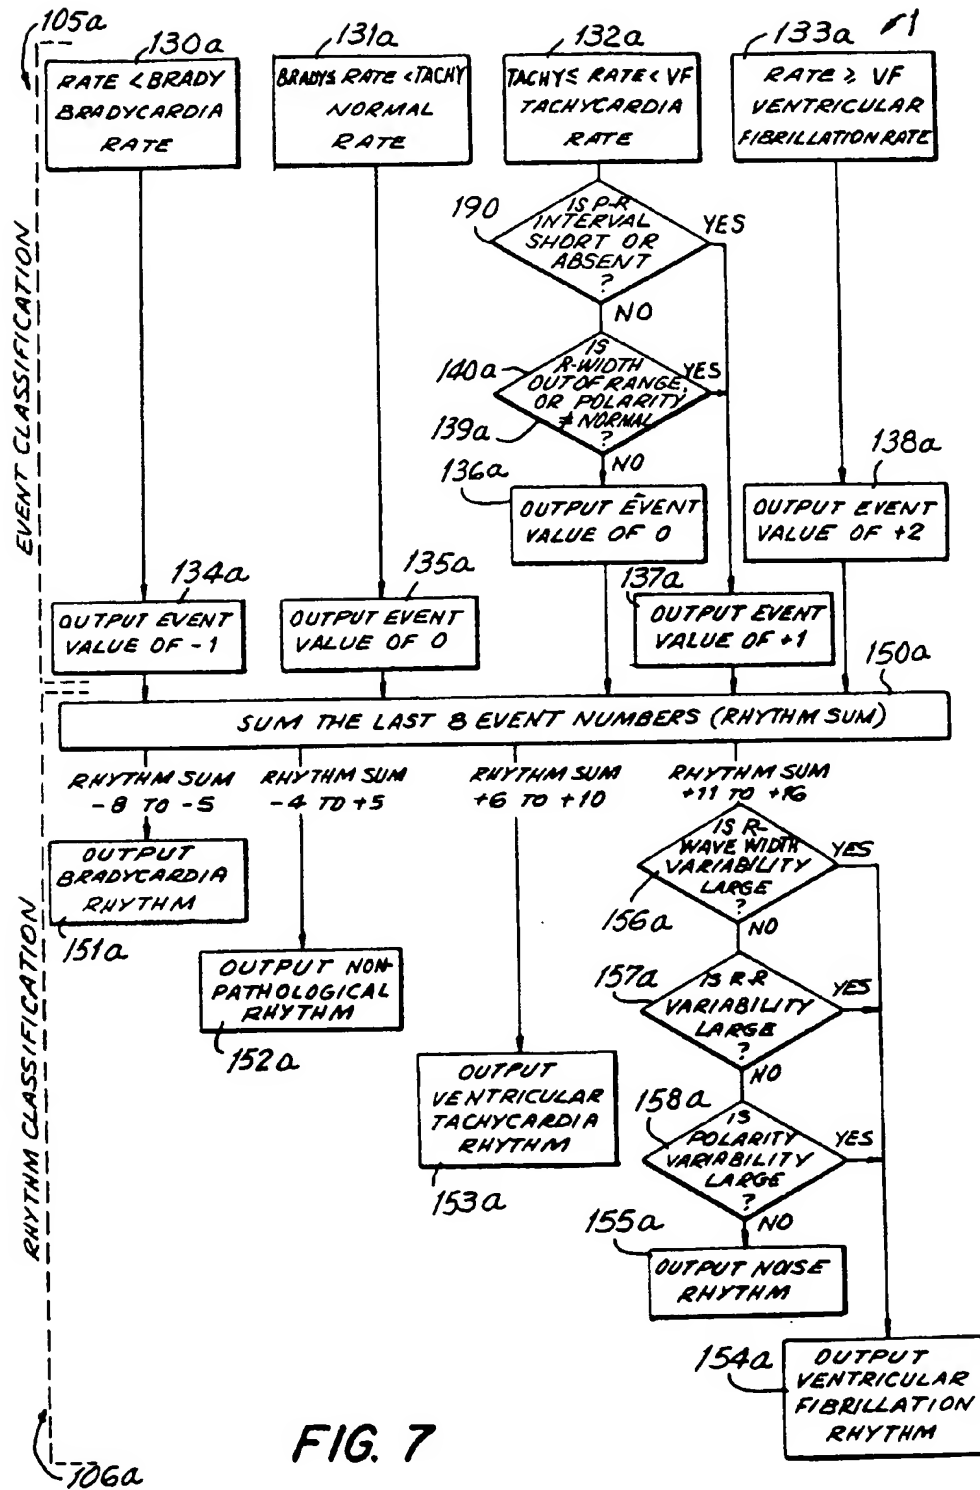 105a
1
130a
131a
132a
133a
RATE < BRADY
BRADYCARDIA
RATE
BRADY ≤ RATE < TACHY
NORMAL
RATE
TACHY ≤ RATE < VF
TACHYCARDIA
RATE
RATE ≥ VF
VENTRICULAR
FIBRILLATION RATE
EVENT CLASSIFICATION
190
IS P-R
INTERVAL
SHORT OR
ABSENT
?
YES
NO
140a
139a
IS
R-WIDTH
OUT OF RANGE,
OR POLARITY
≠ NORMAL
?
YES
NO
136a
OUTPUT EVENT
VALUE OF 0
138a
OUTPUT EVENT
VALUE OF +2
134a
OUTPUT EVENT
VALUE OF -1
135a
OUTPUT EVENT
VALUE OF 0
137a
OUTPUT EVENT
VALUE OF +1
150a
SUM THE LAST 8 EVENT NUMBERS (RHYTHM SUM)
RHYTHM SUM
-8 TO -5
RHYTHM SUM
-4 TO +5
RHYTHM SUM
+6 TO +10
RHYTHM SUM
+11 TO +16
RHYTHM CLASSIFICATION
OUTPUT
BRADYCARDIA
RHYTHM
151a
OUTPUT NON-
PATHOLOGICAL
RHYTHM
152a
OUTPUT
VENTRICULAR
TACHYCARDIA
RHYTHM
153a
IS R-
WAVE WIDTH
VARIABILITY
LARGE
?
YES
156a
NO
157a
IS R-R
VARIABILITY
LARGE
?
YES
NO
158a
IS
POLARITY
VARIABILITY
LARGE
?
YES
NO
155a
OUTPUT NOISE
RHYTHM
154a
OUTPUT
VENTRICULAR
FIBRILLATION
RHYTHM
FIG. 7
106a